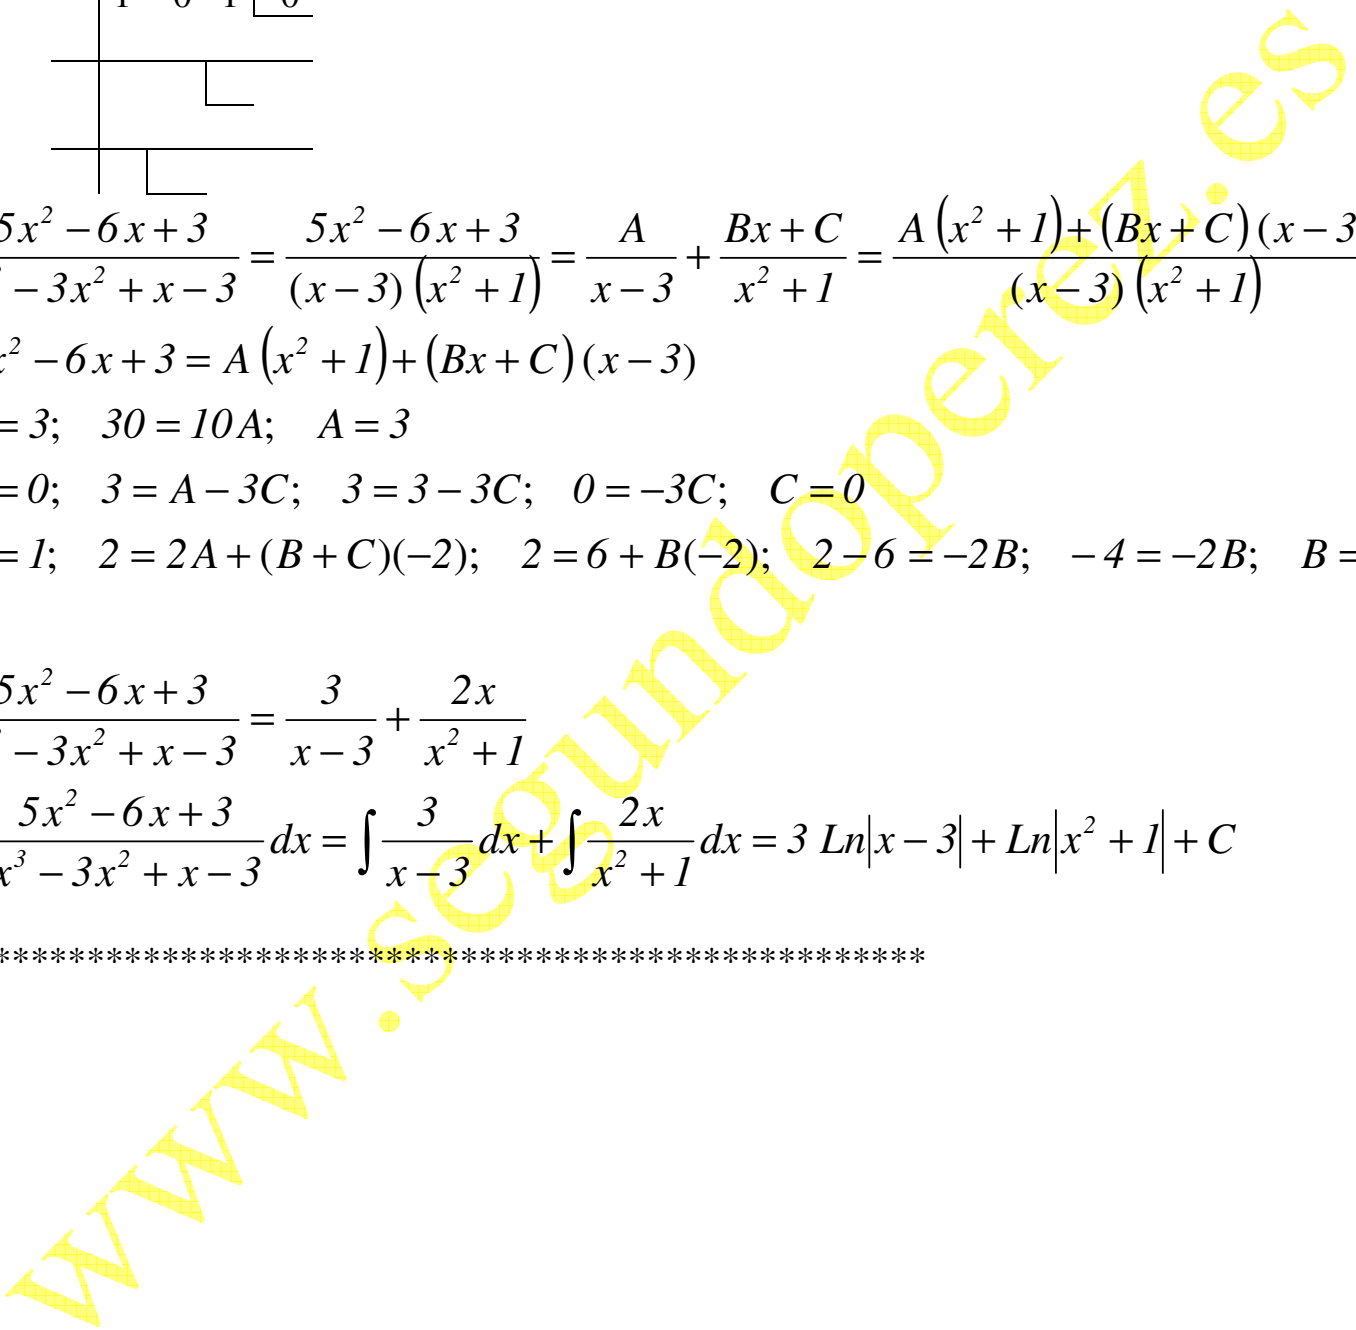 1 0 1 0
5x² − 6x + 3 / − 3x² + x − 3 = 5x² − 6x + 3 / (x − 3)(x² + 1) = A / x − 3 + Bx + C / x² + 1 = A(x² + 1) + (Bx + C)(x − 3 / (x − 3)(x² + 1)
x² − 6x + 3 = A(x² + 1) + (Bx + C)(x − 3)
= 3; 30 = 10A; A = 3
= 0; 3 = A − 3C; 3 = 3 − 3C; 0 = −3C; C = 0
= 1; 2 = 2A + (B + C)(−2); 2 = 6 + B(−2); 2 − 6 = −2B; − 4 = −2B; B =
5x² − 6x + 3 / − 3x² + x − 3 = 3 / x − 3 + 2x / x² + 1
5x² − 6x + 3 / x³ − 3x² + x − 3 dx = ∫ 3 / x − 3 dx + ∫ 2x / x² + 1 dx = 3 Ln|x − 3| + Ln|x² + 1| + C
**************************************************
www.segundoperez.es